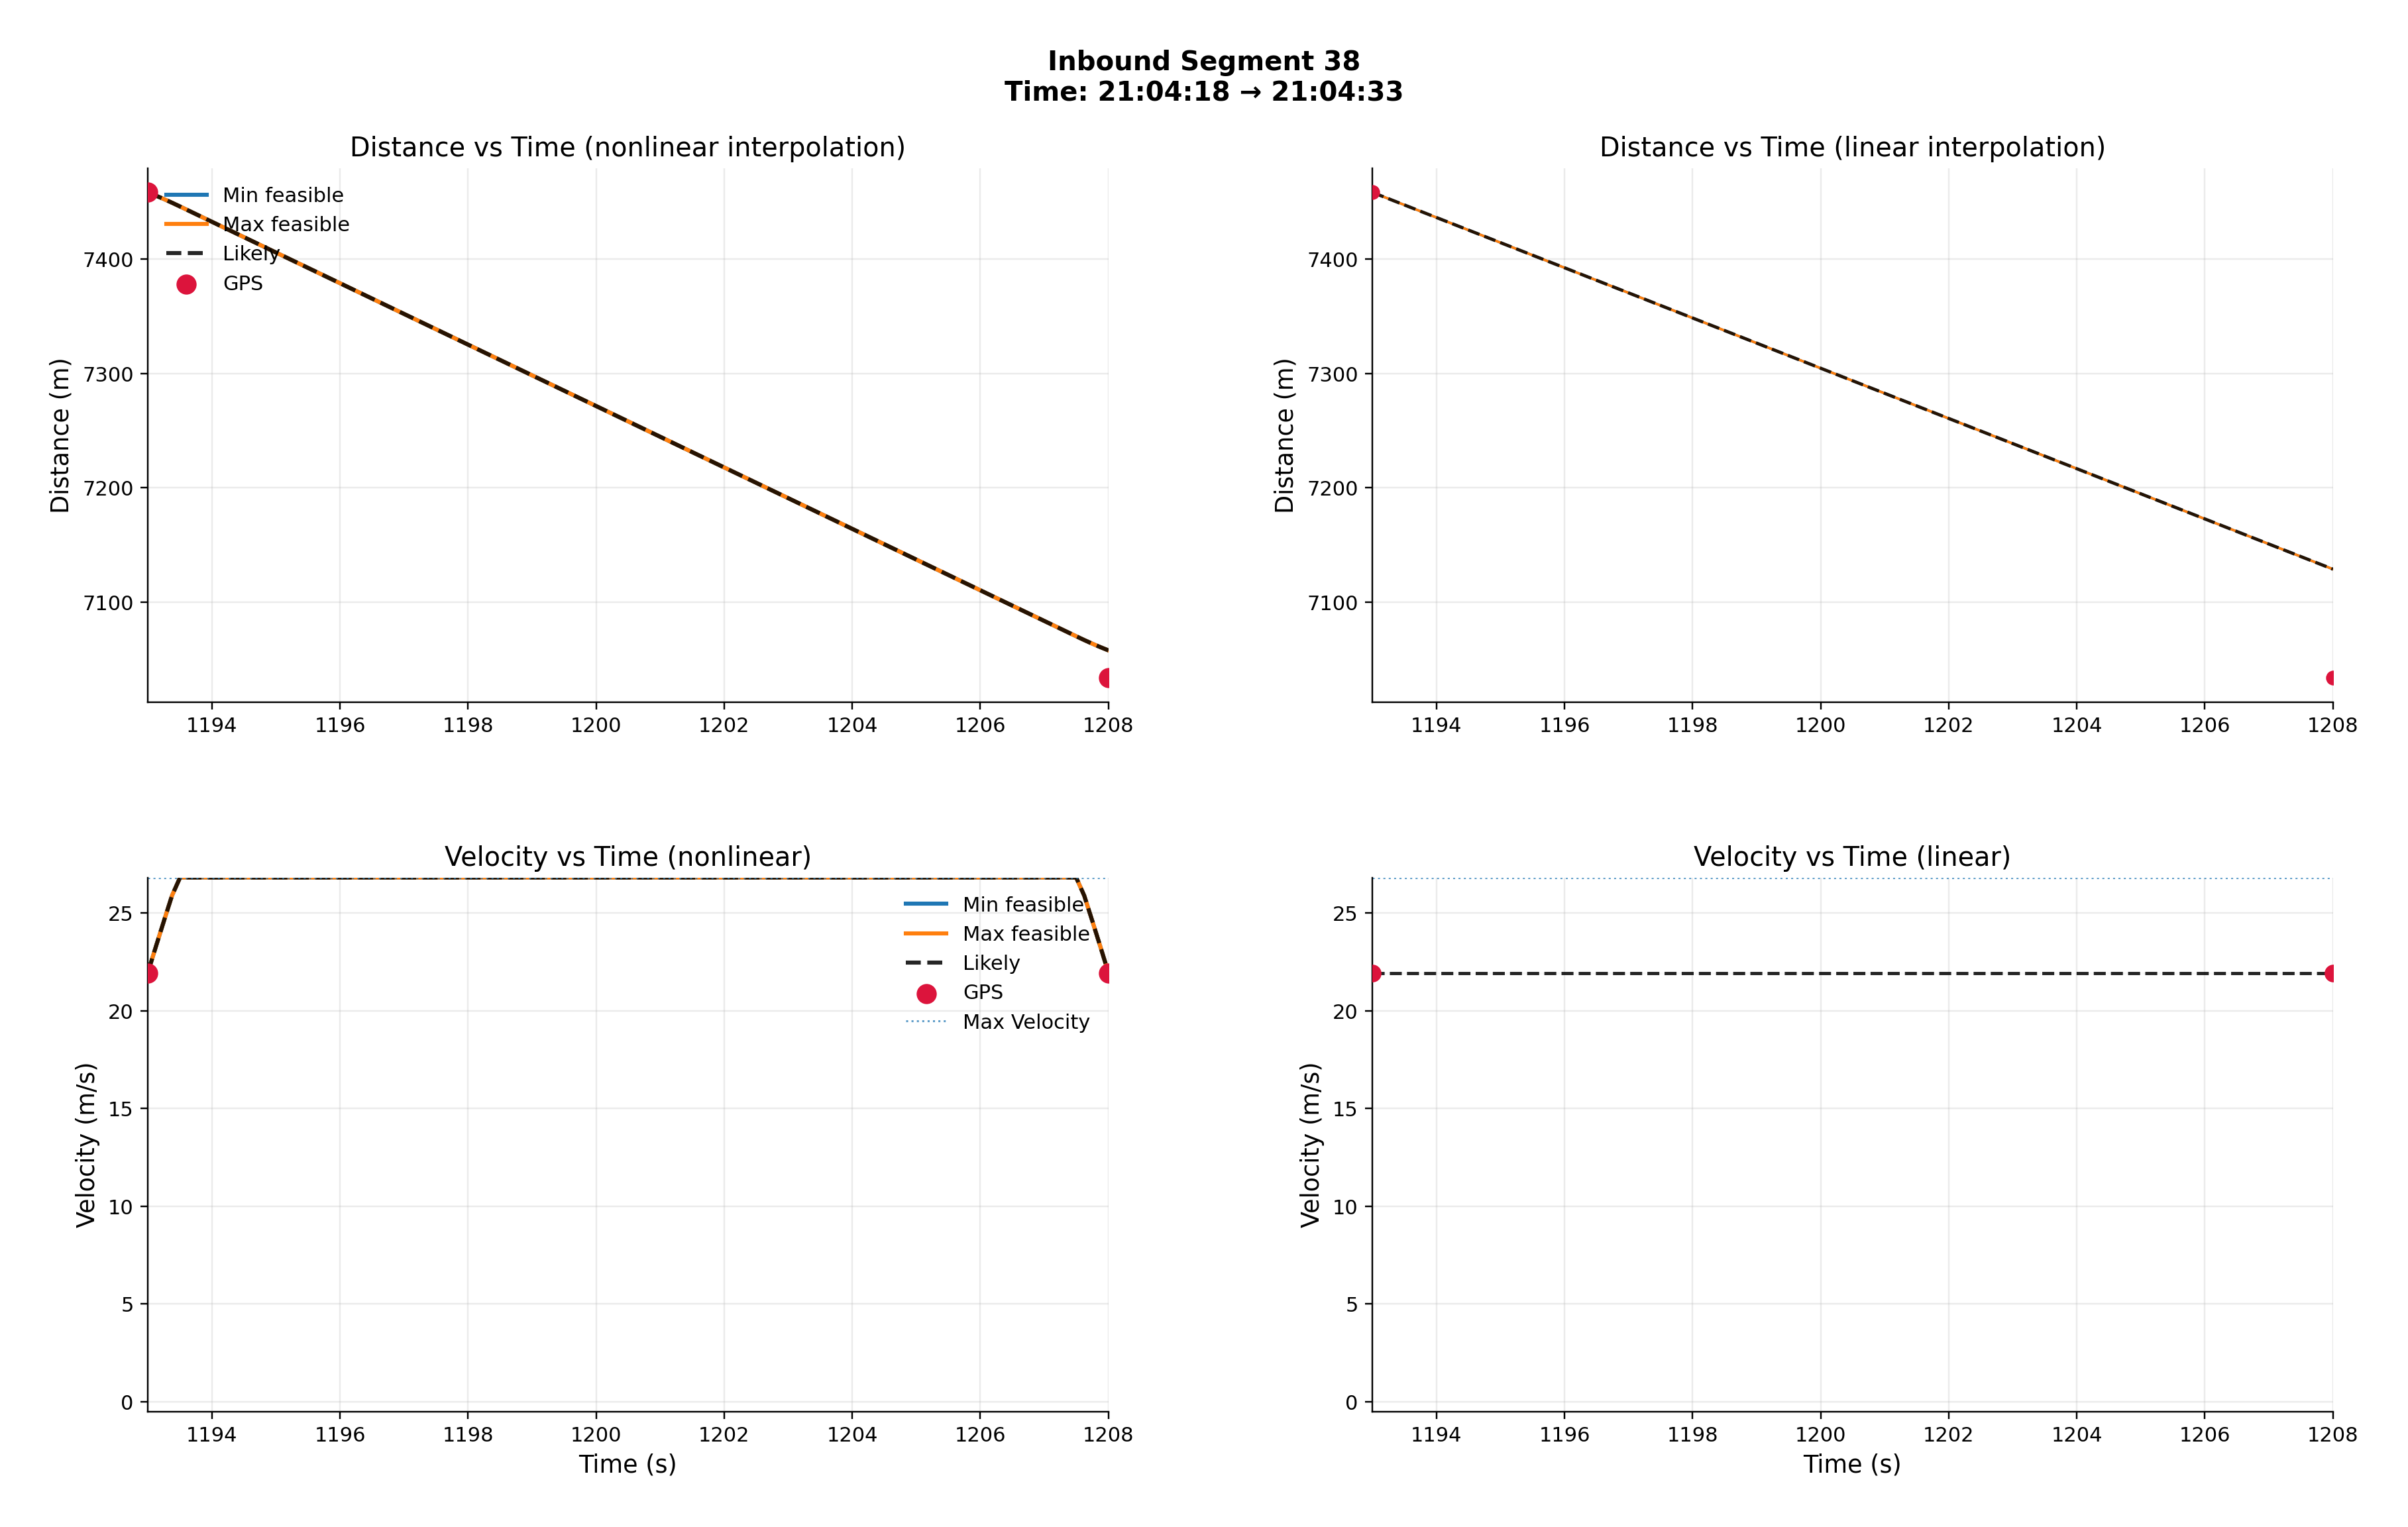 Inbound Segment 38
Time: 21:04:18 → 21:04:33
Distance vs Time (nonlinear interpolation)
Distance (m)
7400
7300
7200
7100
Min feasible
Max feasible
Likely
GPS
1194 1196 1198 1200 1202 1204 1206 1208
Distance vs Time (linear interpolation)
Distance (m)
7400
7300
7200
7100
1194 1196 1198 1200 1202 1204 1206 1208
Velocity vs Time (nonlinear)
Velocity (m/s)
25
20
15
10
5
0
Min feasible
Max feasible
Likely
GPS
Max Velocity
1194 1196 1198 1200 1202 1204 1206 1208
Time (s)
Velocity vs Time (linear)
Velocity (m/s)
25
20
15
10
5
0
1194 1196 1198 1200 1202 1204 1206 1208
Time (s)